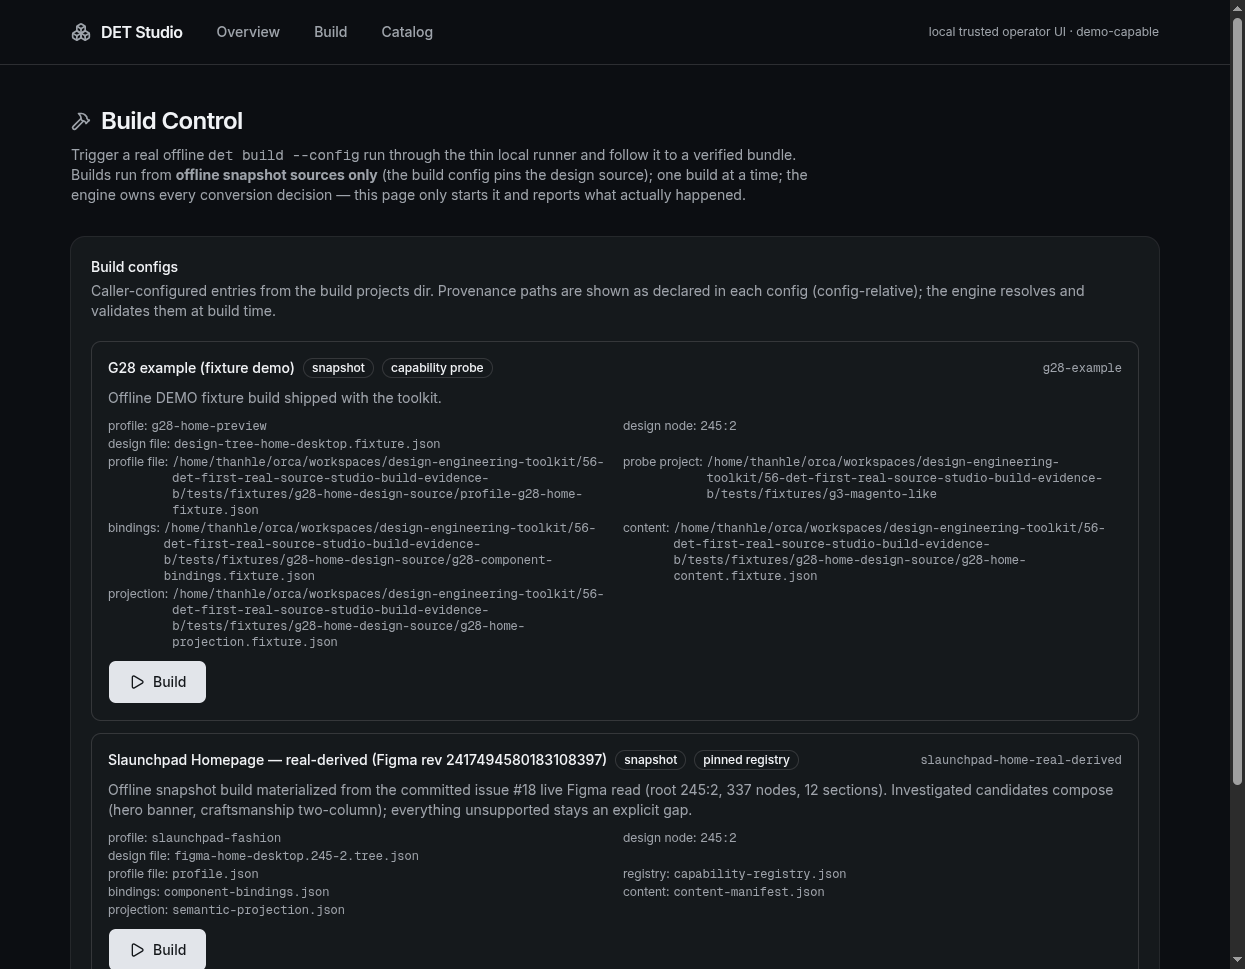 DET Studio
Overview
Build
Catalog
local trusted operator UI · demo-capable
Build Control
Trigger a real offline det build --config run through the thin local runner and follow it to a verified bundle.
Builds run from offline snapshot sources only (the build config pins the design source); one build at a time; the
engine owns every conversion decision — this page only starts it and reports what actually happened.
Build configs
Caller-configured entries from the build projects dir. Provenance paths are shown as declared in each config (config-relative); the engine resolves and
validates them at build time.
G28 example (fixture demo)
snapshot
capability probe
g28-example
Offline DEMO fixture build shipped with the toolkit.
profile: g28-home-preview
design node: 245:2
design file: design-tree-home-desktop.fixture.json
profile file: /home/thanhle/orca/workspaces/design-engineering-toolkit/56-
det-first-real-source-studio-build-evidence-
b/tests/fixtures/g28-home-design-source/profile-g28-home-
fixture.json
probe project: /home/thanhle/orca/workspaces/design-engineering-
toolkit/56-det-first-real-source-studio-build-evidence-
b/tests/fixtures/g3-magento-like
bindings: /home/thanhle/orca/workspaces/design-engineering-toolkit/56-
det-first-real-source-studio-build-evidence-
b/tests/fixtures/g28-home-design-source/g28-component-
bindings.fixture.json
content: /home/thanhle/orca/workspaces/design-engineering-toolkit/56-
det-first-real-source-studio-build-evidence-
b/tests/fixtures/g28-home-design-source/g28-home-
content.fixture.json
projection: /home/thanhle/orca/workspaces/design-engineering-toolkit/56-
det-first-real-source-studio-build-evidence-
b/tests/fixtures/g28-home-design-source/g28-home-
projection.fixture.json
Build
Slaunchpad Homepage — real-derived (Figma rev 2417494580183108397)
snapshot
pinned registry
slaunchpad-home-real-derived
Offline snapshot build materialized from the committed issue #18 live Figma read (root 245:2, 337 nodes, 12 sections). Investigated candidates compose
(hero banner, craftsmanship two-column); everything unsupported stays an explicit gap.
profile: slaunchpad-fashion
design node: 245:2
design file: figma-home-desktop.245-2.tree.json
profile file: profile.json
registry: capability-registry.json
bindings: component-bindings.json
content: content-manifest.json
projection: semantic-projection.json
Build